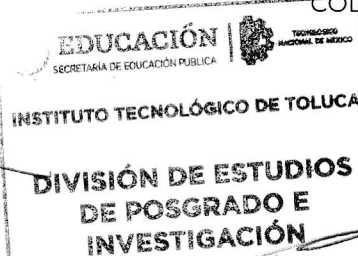 COL
EDUCACIÓN
SECRETARÍA DE EDUCACIÓN PÚBLICA
TECNOLÓGICO
NACIONAL DE MÉXICO
INSTITUTO TECNOLÓGICO DE TOLUCA
DIVISIÓN DE ESTUDIOS
DE POSGRADO E
INVESTIGACIÓN